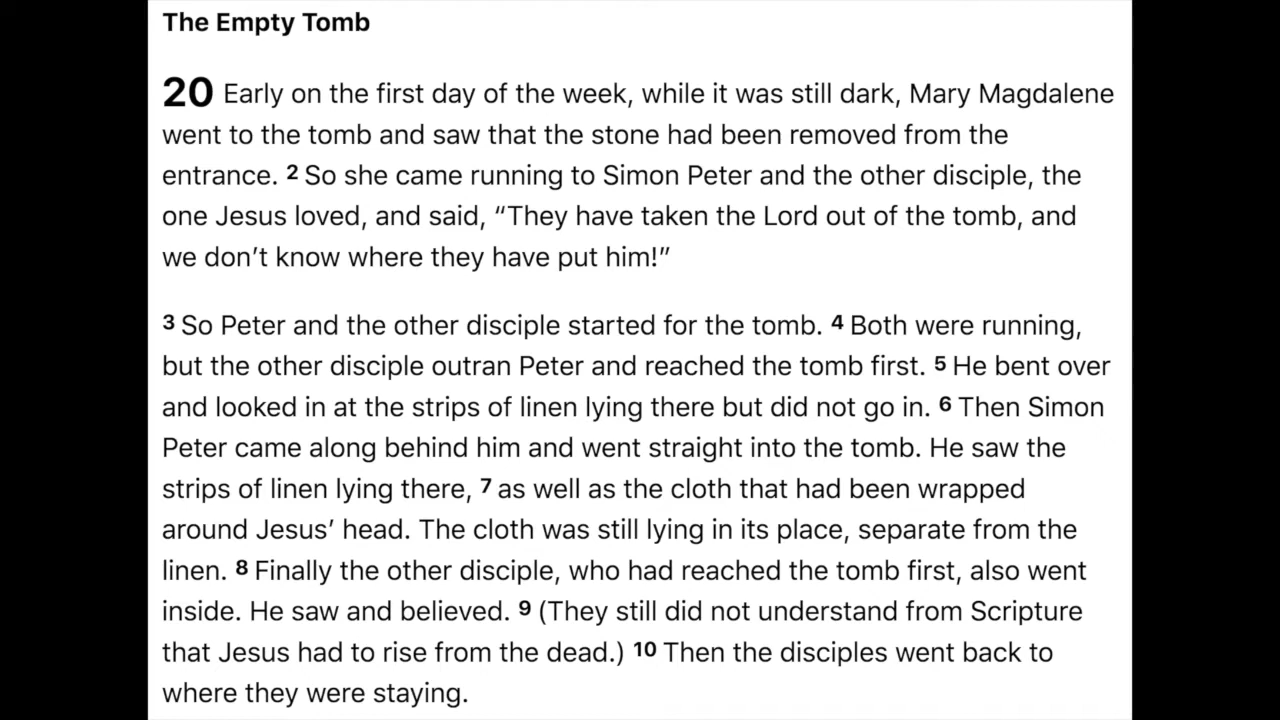 The Empty Tomb
20 Early on the first day of the week, while it was still dark, Mary Magdalene
went to the tomb and saw that the stone had been removed from the
entrance. 2 So she came running to Simon Peter and the other disciple, the
one Jesus loved, and said, “They have taken the Lord out of the tomb, and
we don’t know where they have put him!”
3 So Peter and the other disciple started for the tomb. 4 Both were running,
but the other disciple outran Peter and reached the tomb first. 5 He bent over
and looked in at the strips of linen lying there but did not go in. 6 Then Simon
Peter came along behind him and went straight into the tomb. He saw the
strips of linen lying there, 7 as well as the cloth that had been wrapped
around Jesus’ head. The cloth was still lying in its place, separate from the
linen. 8 Finally the other disciple, who had reached the tomb first, also went
inside. He saw and believed. 9 (They still did not understand from Scripture
that Jesus had to rise from the dead.) 10 Then the disciples went back to
where they were staying.